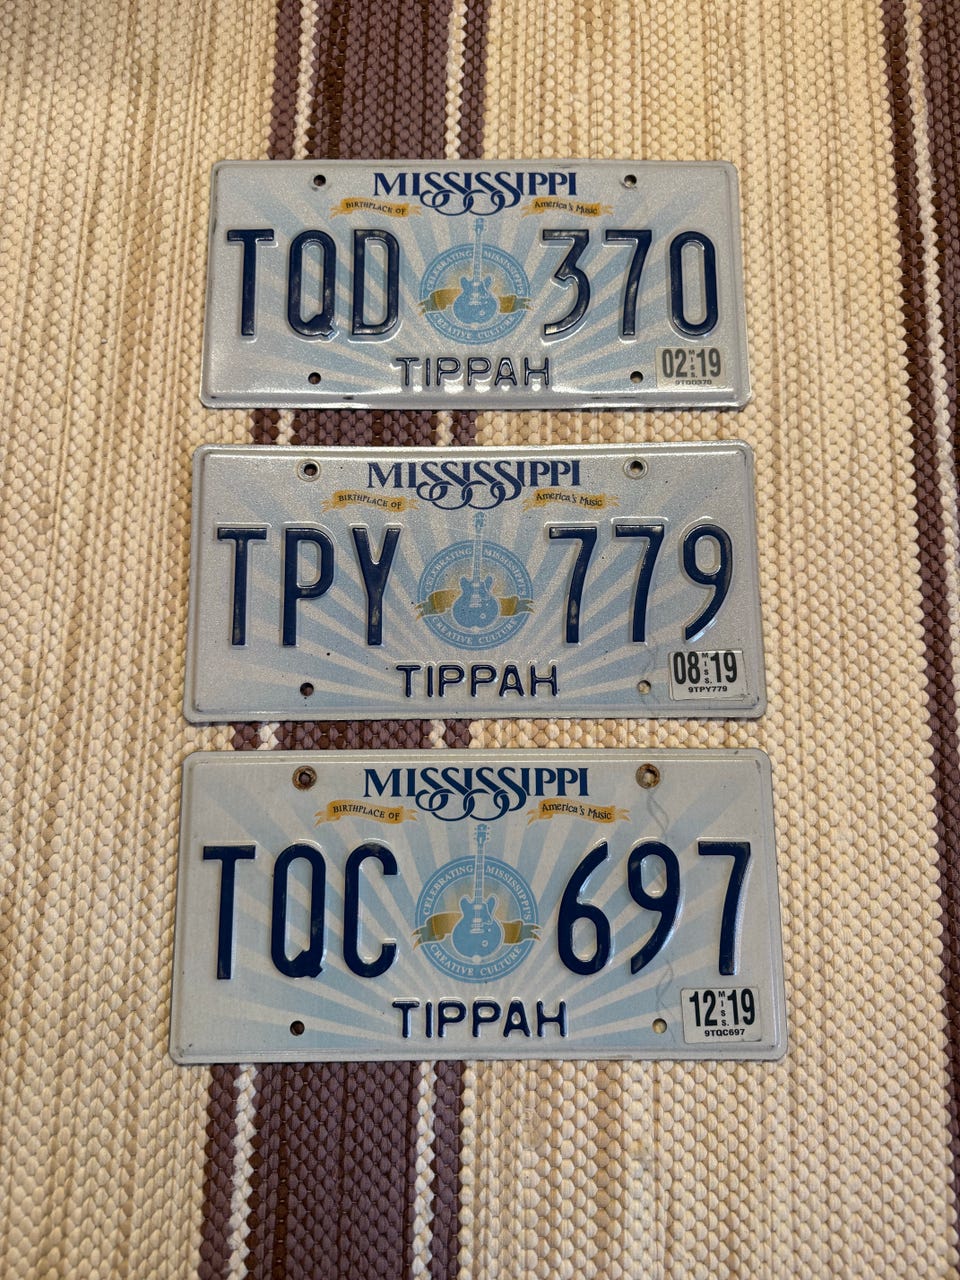 MISSISSIPPI
BIRTHPLACE OF America's Music
TQD 370
CELEBRATING MISSISSIPPI'S
CREATIVE CULTURE
TIPPAH
02 MISS. 19
9TQD370
MISSISSIPPI
BIRTHPLACE OF America's Music
TPY 779
CELEBRATING MISSISSIPPI'S
CREATIVE CULTURE
TIPPAH
08 MISS. 19
9TPY779
MISSISSIPPI
BIRTHPLACE OF America's Music
TQC 697
CELEBRATING MISSISSIPPI'S
CREATIVE CULTURE
TIPPAH
12 MISS. 19
9TQC697